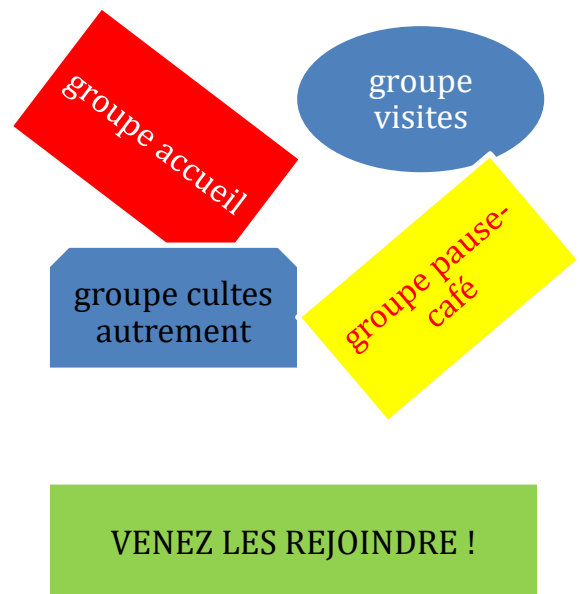 groupe accueil
groupe
visites
groupe cultes
autrement
groupe pause-
café
VENEZ LES REJOINDRE !